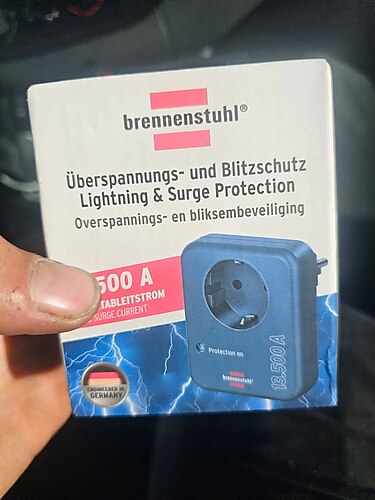 brennenstuhl®
Überspannungs- und Blitzschutz
Lightning & Surge Protection
Overspannings- en bliksembeveiliging
500 A
TABLEITSTROM
SURGE CURRENT
Protection on
brennenstuhl®
13.500 A
ENGINEERED IN
GERMANY